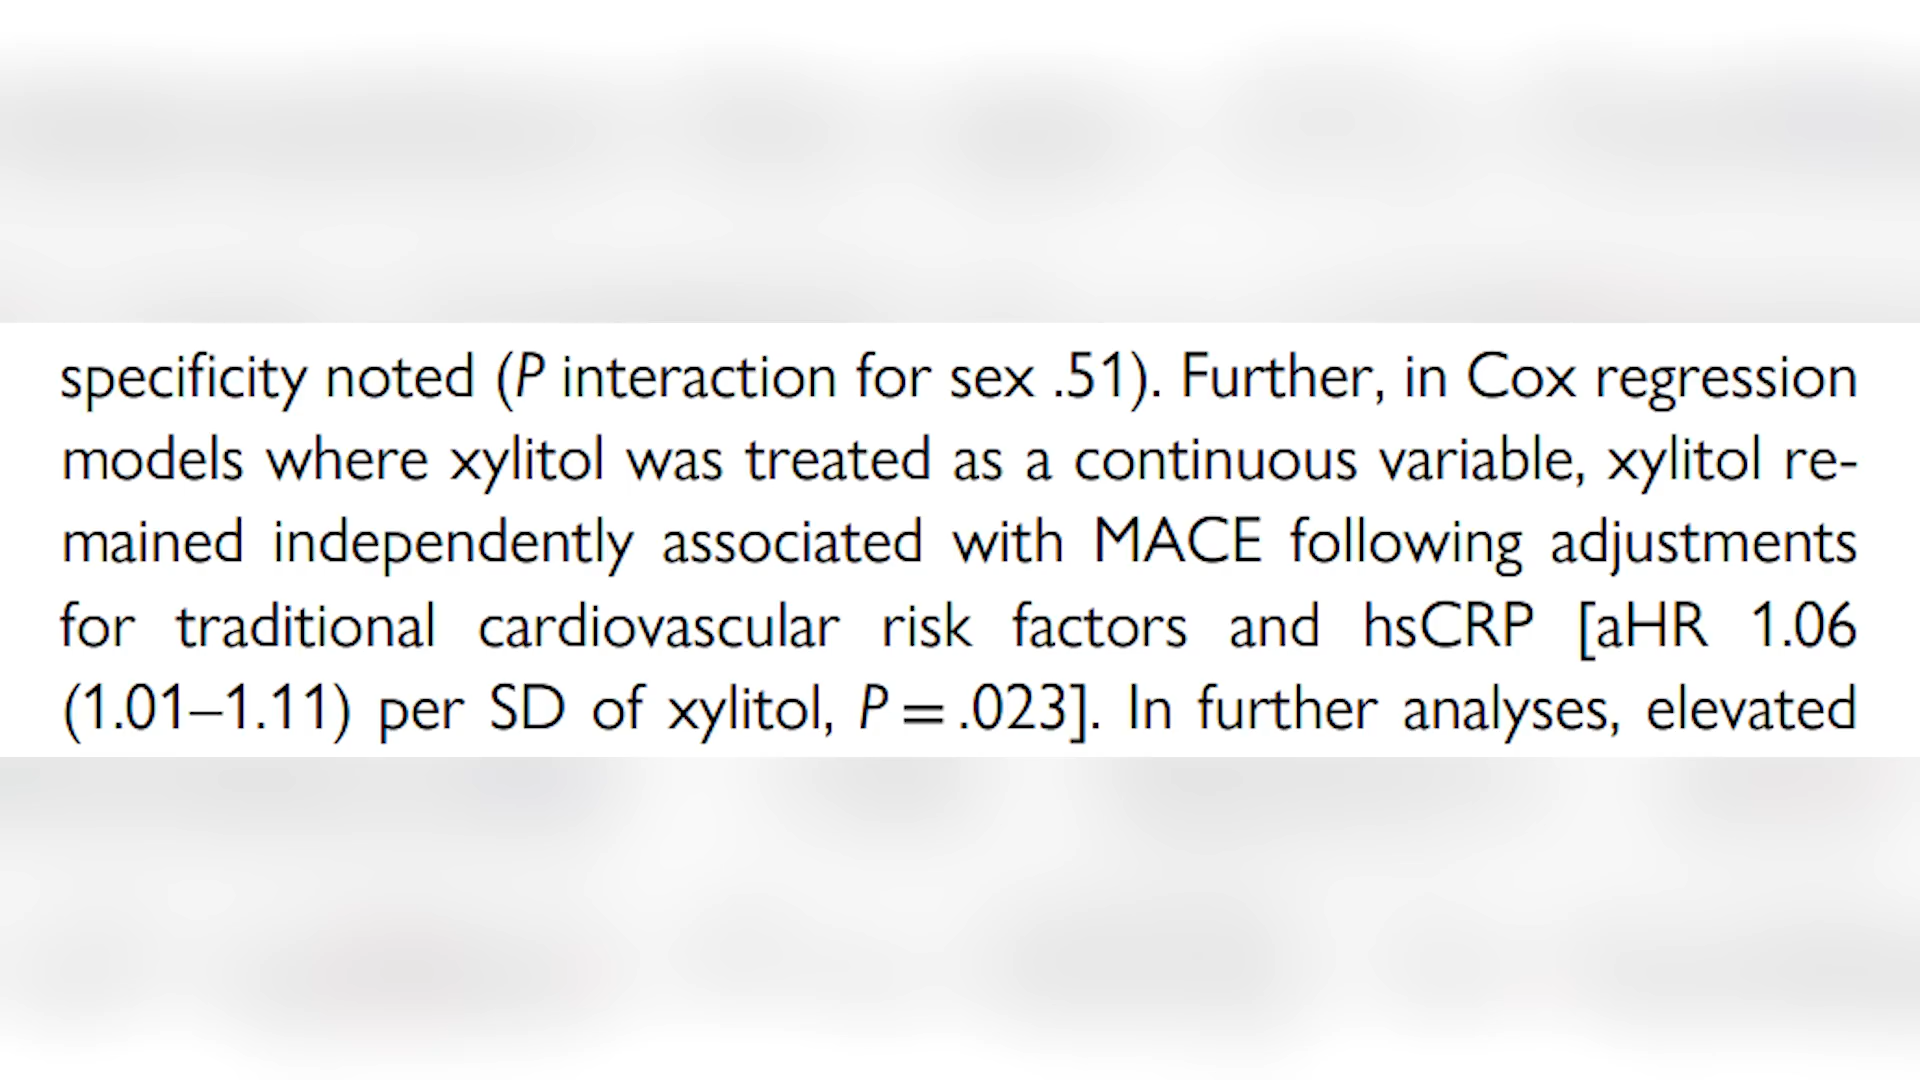 specificity noted (P interaction for sex .51). Further, in Cox regression
models where xylitol was treated as a continuous variable, xylitol re-
mained independently associated with MACE following adjustments
for traditional cardiovascular risk factors and hsCRP [aHR 1.06
(1.01–1.11) per SD of xylitol, P = .023]. In further analyses, elevated